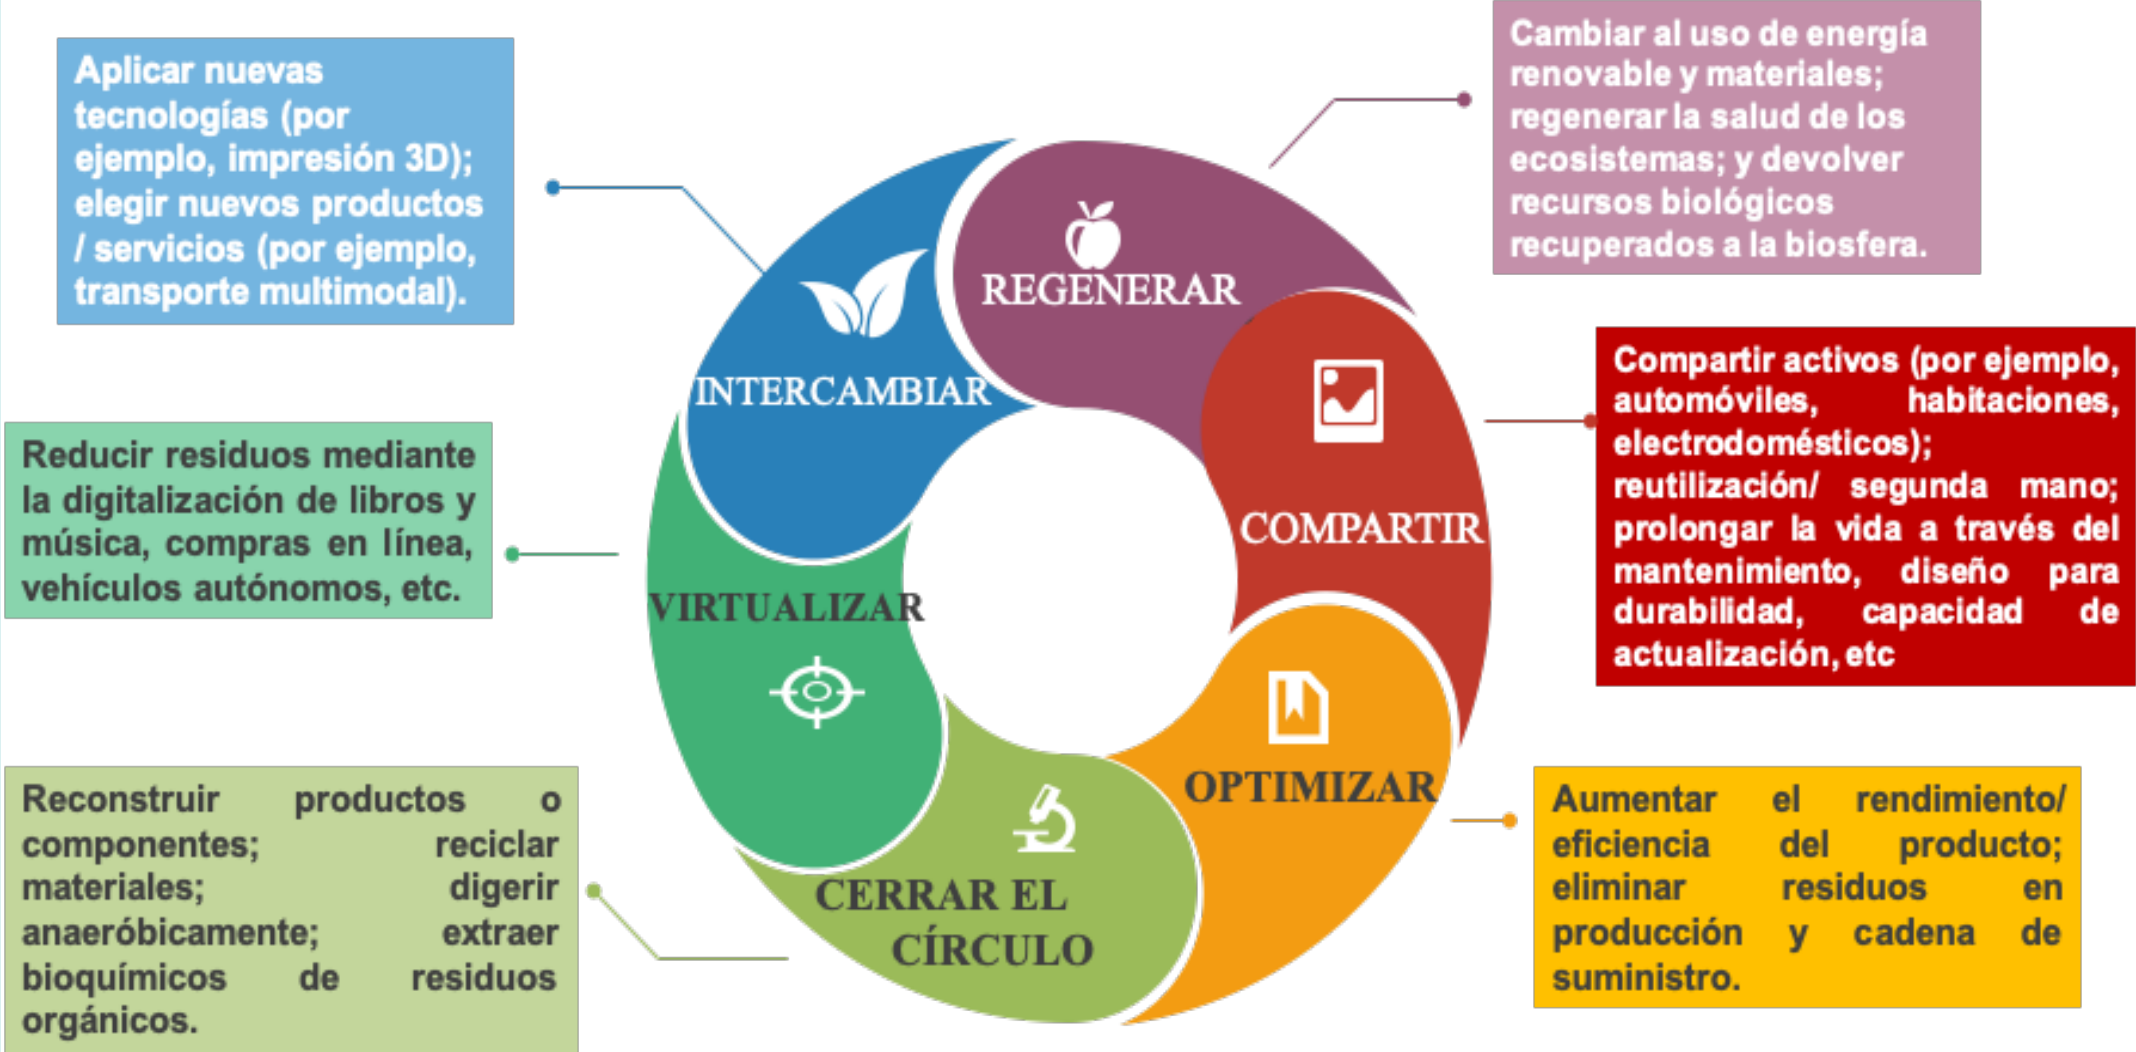 Aplicar nuevas
tecnologías (por
ejemplo, impresión 3D);
elegir nuevos productos
/ servicios (por ejemplo,
transporte multimodal).
Cambiar al uso de energía
renovable y materiales;
regenerar la salud de los
ecosistemas; y devolver
recursos biológicos
recuperados a la biosfera.
REGENERAR
INTERCAMBIAR
Compartir activos (por ejemplo,
automóviles, habitaciones,
electrodomésticos);
reutilización/ segunda mano;
prolongar la vida a través del
mantenimiento, diseño para
durabilidad, capacidad de
actualización, etc
COMPARTIR
Reducir residuos mediante
la digitalización de libros y
música, compras en línea,
vehículos autónomos, etc.
VIRTUALIZAR
OPTIMIZAR
Aumentar el rendimiento/
eficiencia del producto;
eliminar residuos en
producción y cadena de
suministro.
CERRAR EL
CÍRCULO
Reconstruir productos o
componentes; reciclar
materiales; digerir
anaeróbicamente; extraer
bioquímicos de residuos
orgánicos.